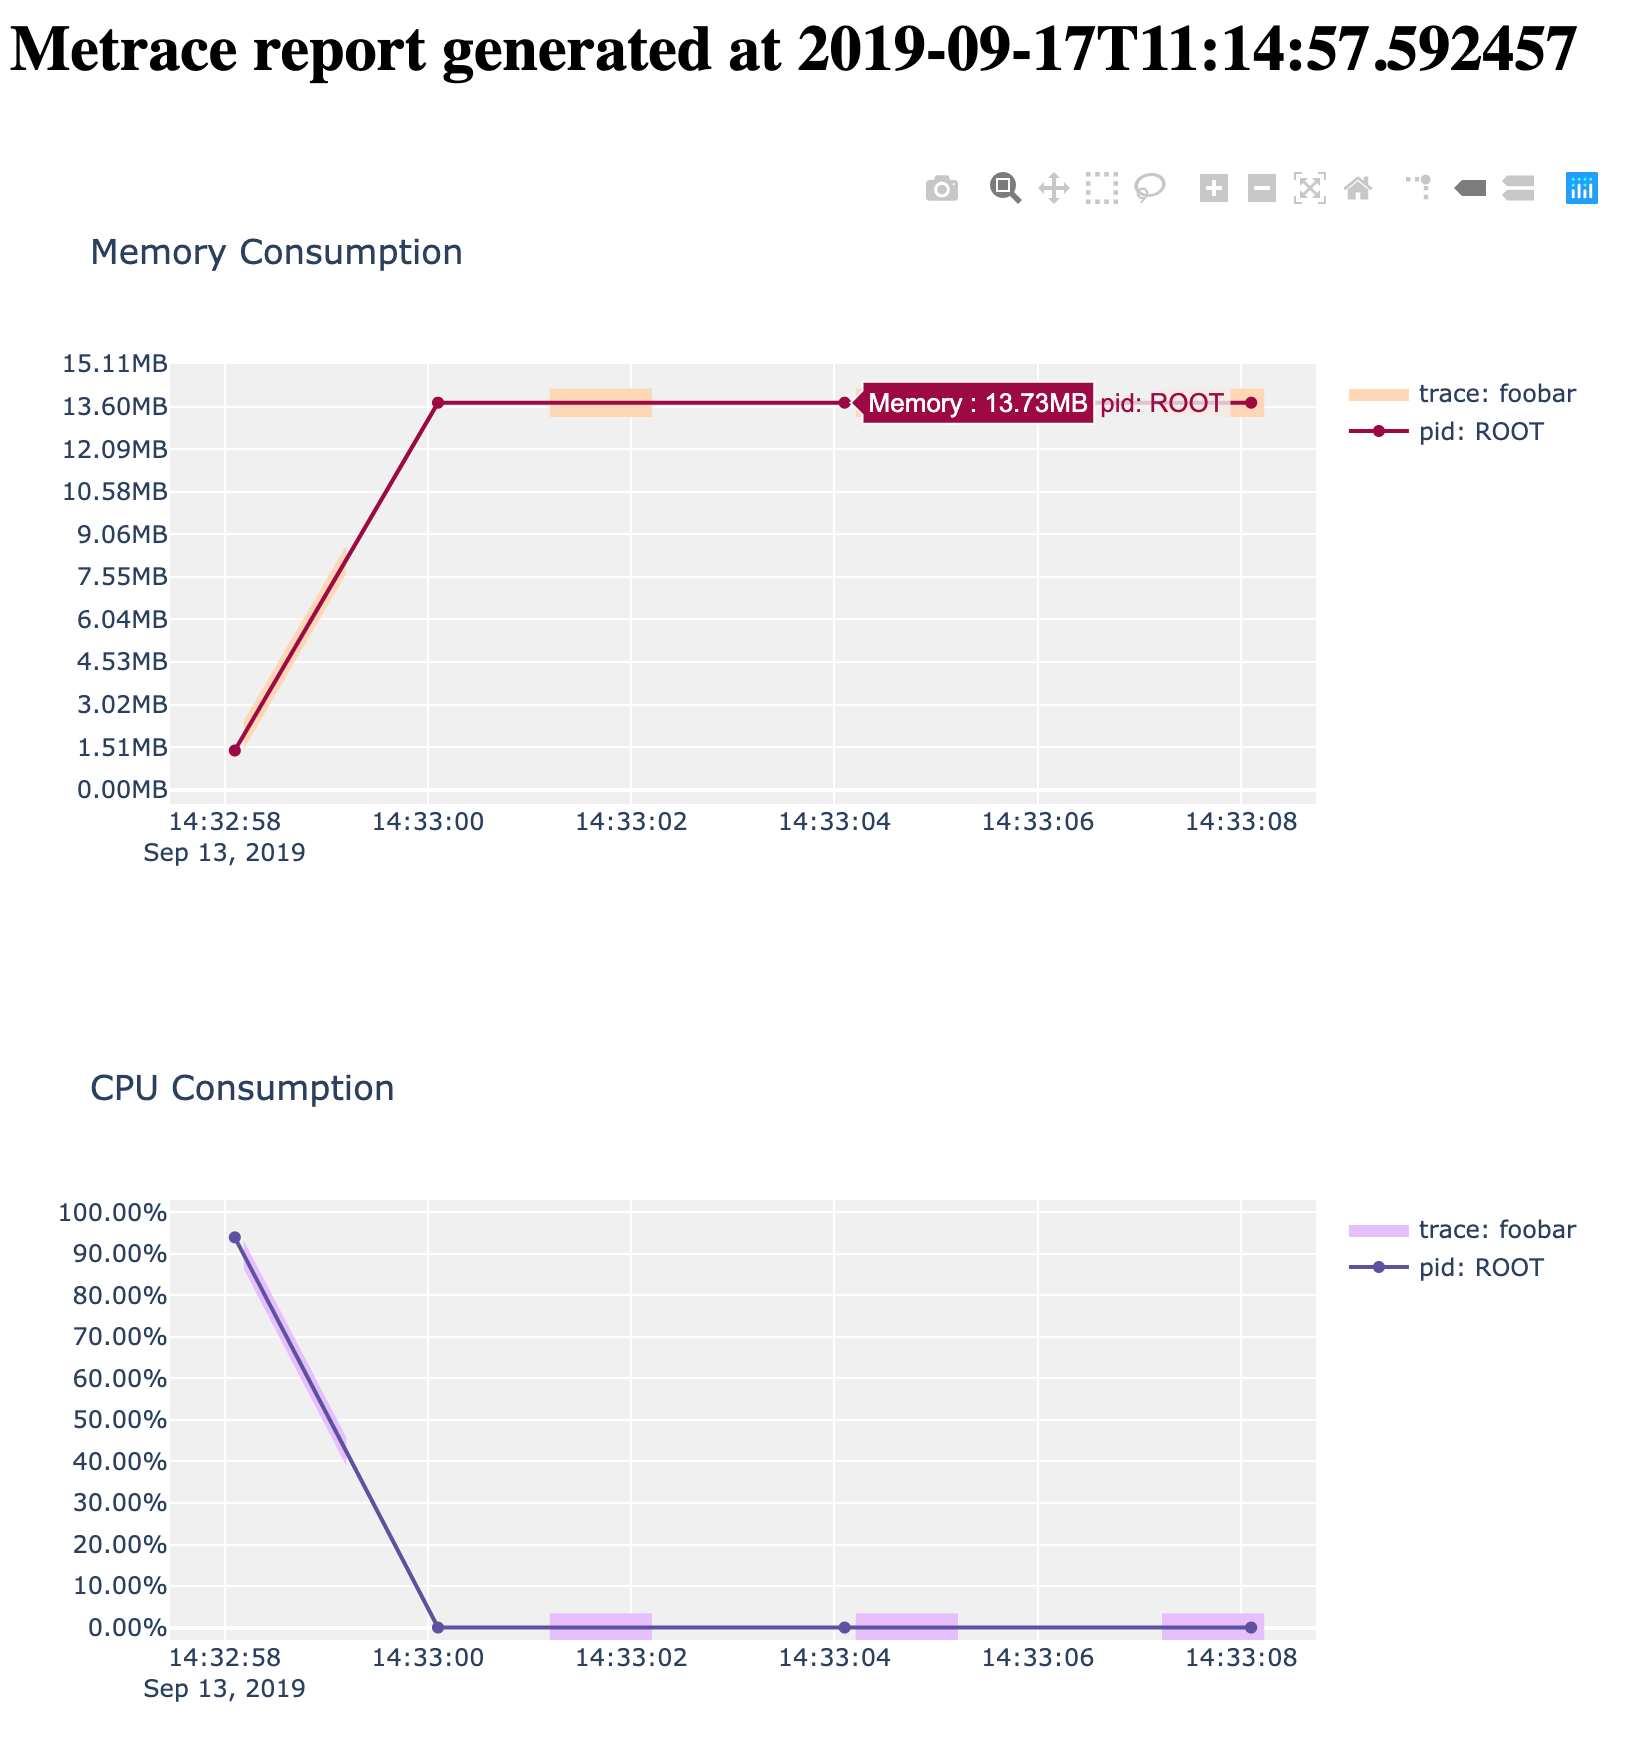 Metrace report generated at 2019-09-17T11:14:57.592457
Memory Consumption
15.11MB
13.60MB
12.09MB
10.58MB
9.06MB
7.55MB
6.04MB
4.53MB
3.02MB
1.51MB
0.00MB
Memory : 13.73MB pid: ROOT
trace: foobar
pid: ROOT
14:32:58 14:33:00 14:33:02 14:33:04 14:33:06 14:33:08
Sep 13, 2019
CPU Consumption
100.00%
90.00%
80.00%
70.00%
60.00%
50.00%
40.00%
30.00%
20.00%
10.00%
0.00%
trace: foobar
pid: ROOT
14:32:58 14:33:00 14:33:02 14:33:04 14:33:06 14:33:08
Sep 13, 2019